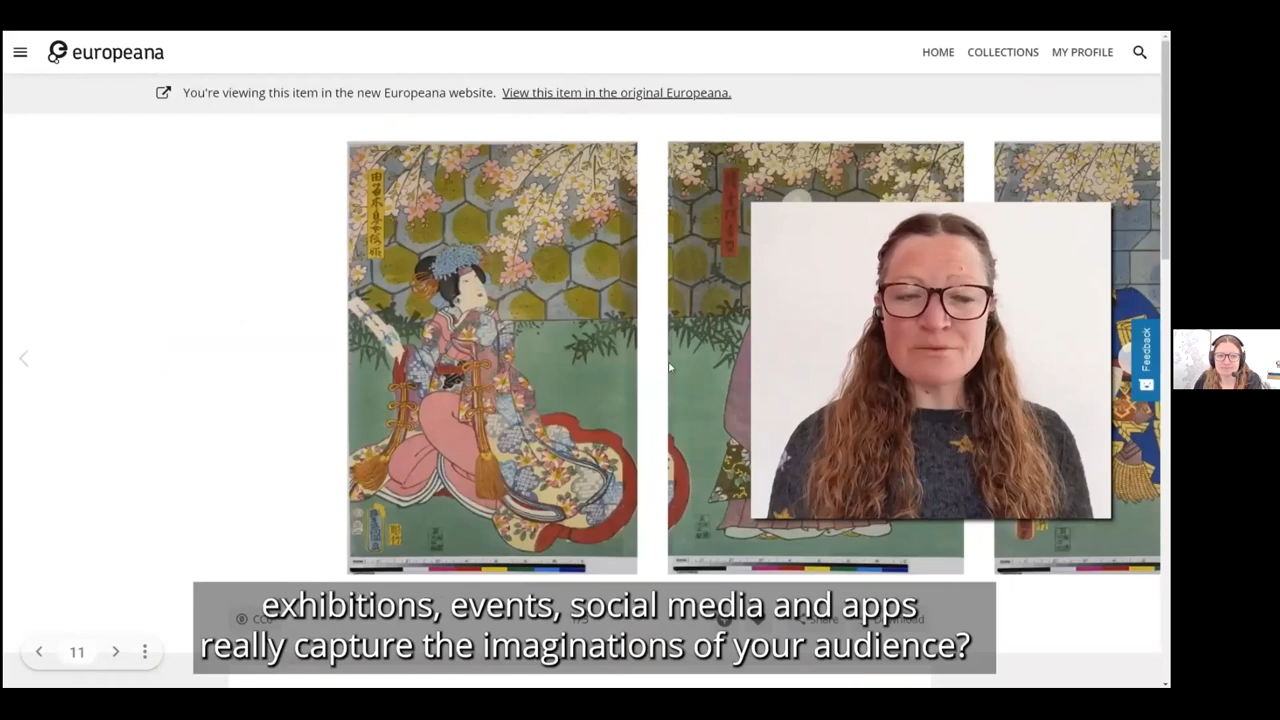 europeana
HOME COLLECTIONS MY PROFILE
You're viewing this item in the new Europeana website. View this item in the original Europeana.
Feedback
exhibitions, events, social media and apps
really capture the imaginations of your audience?
Share
11